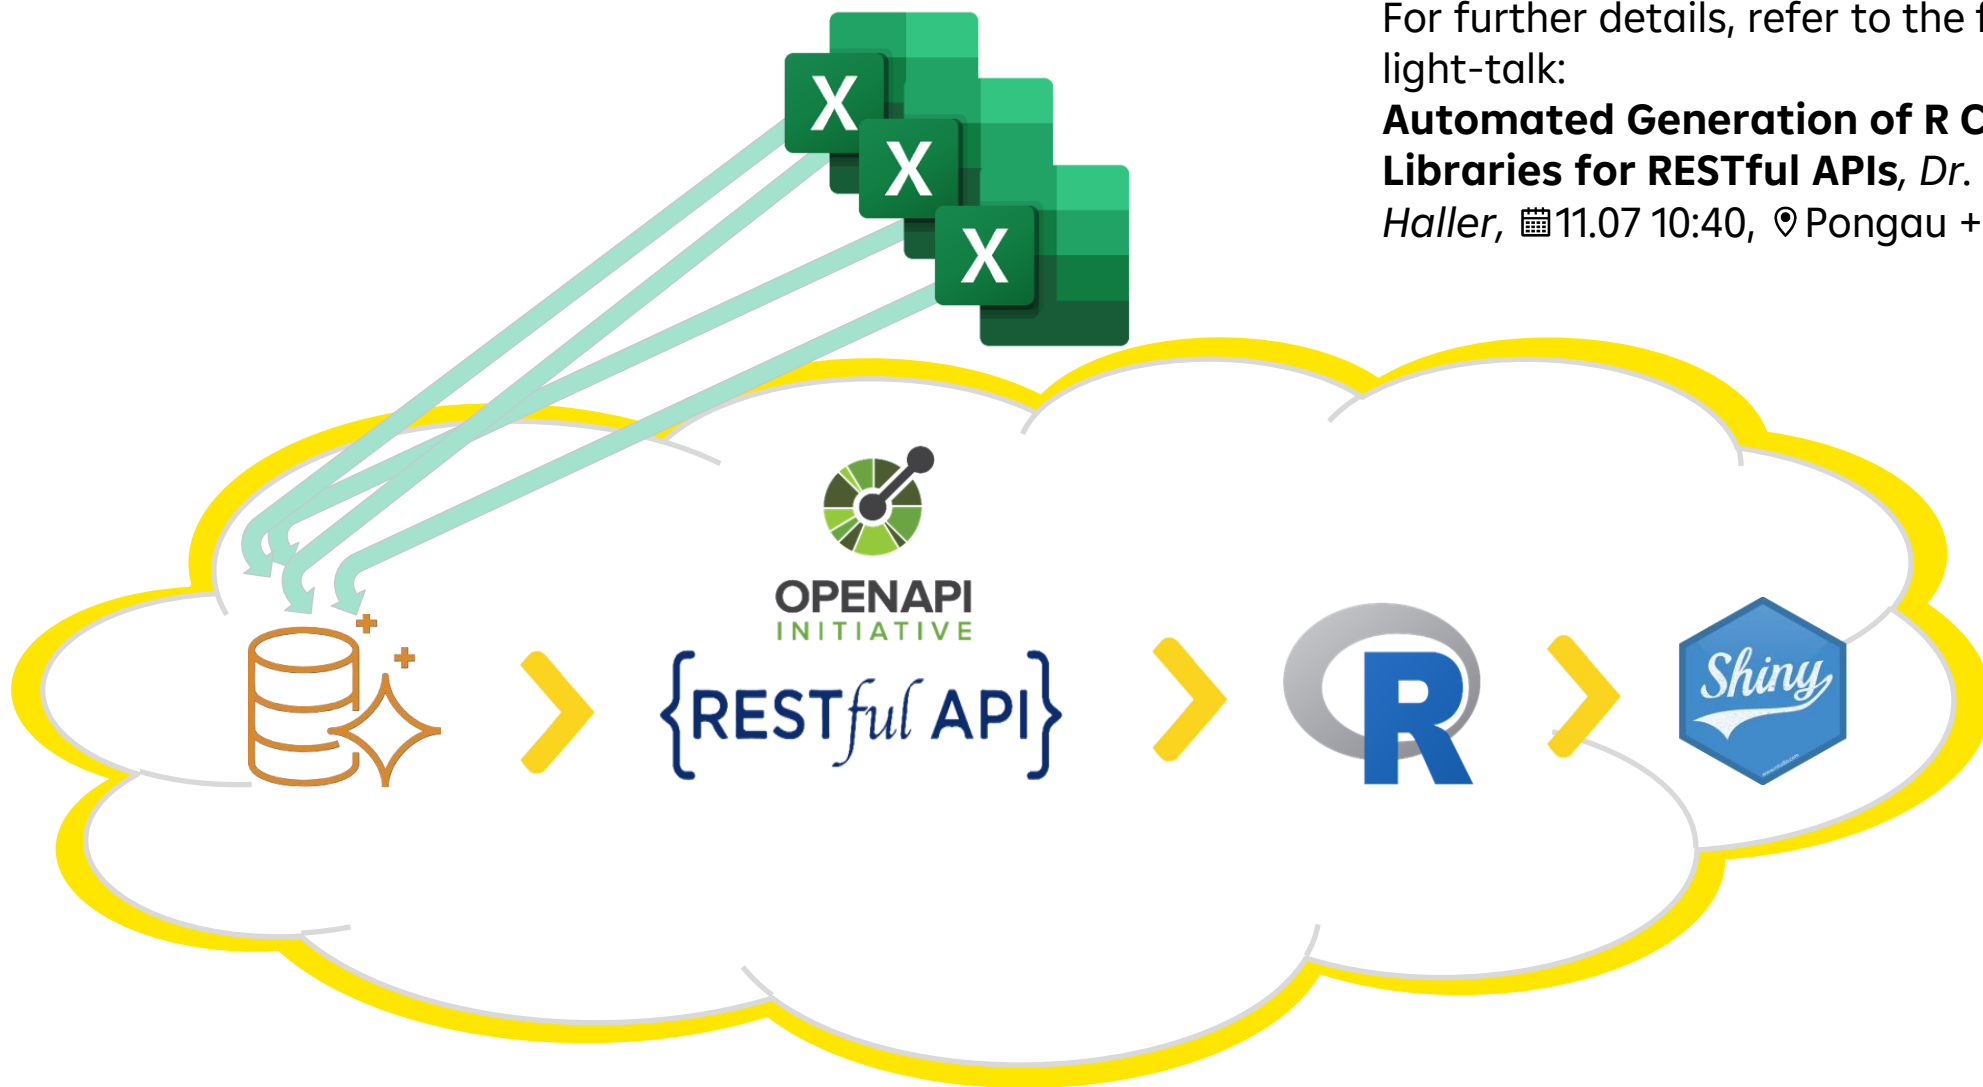 For further details, refer to the
light-talk:
Automated Generation of R
Libraries for RESTful APIs, Dr.
Haller, 11.07 10:40, Pongau +
X
X
X
OPENAPI
INITIATIVE
{RESTful API}
R
Shiny